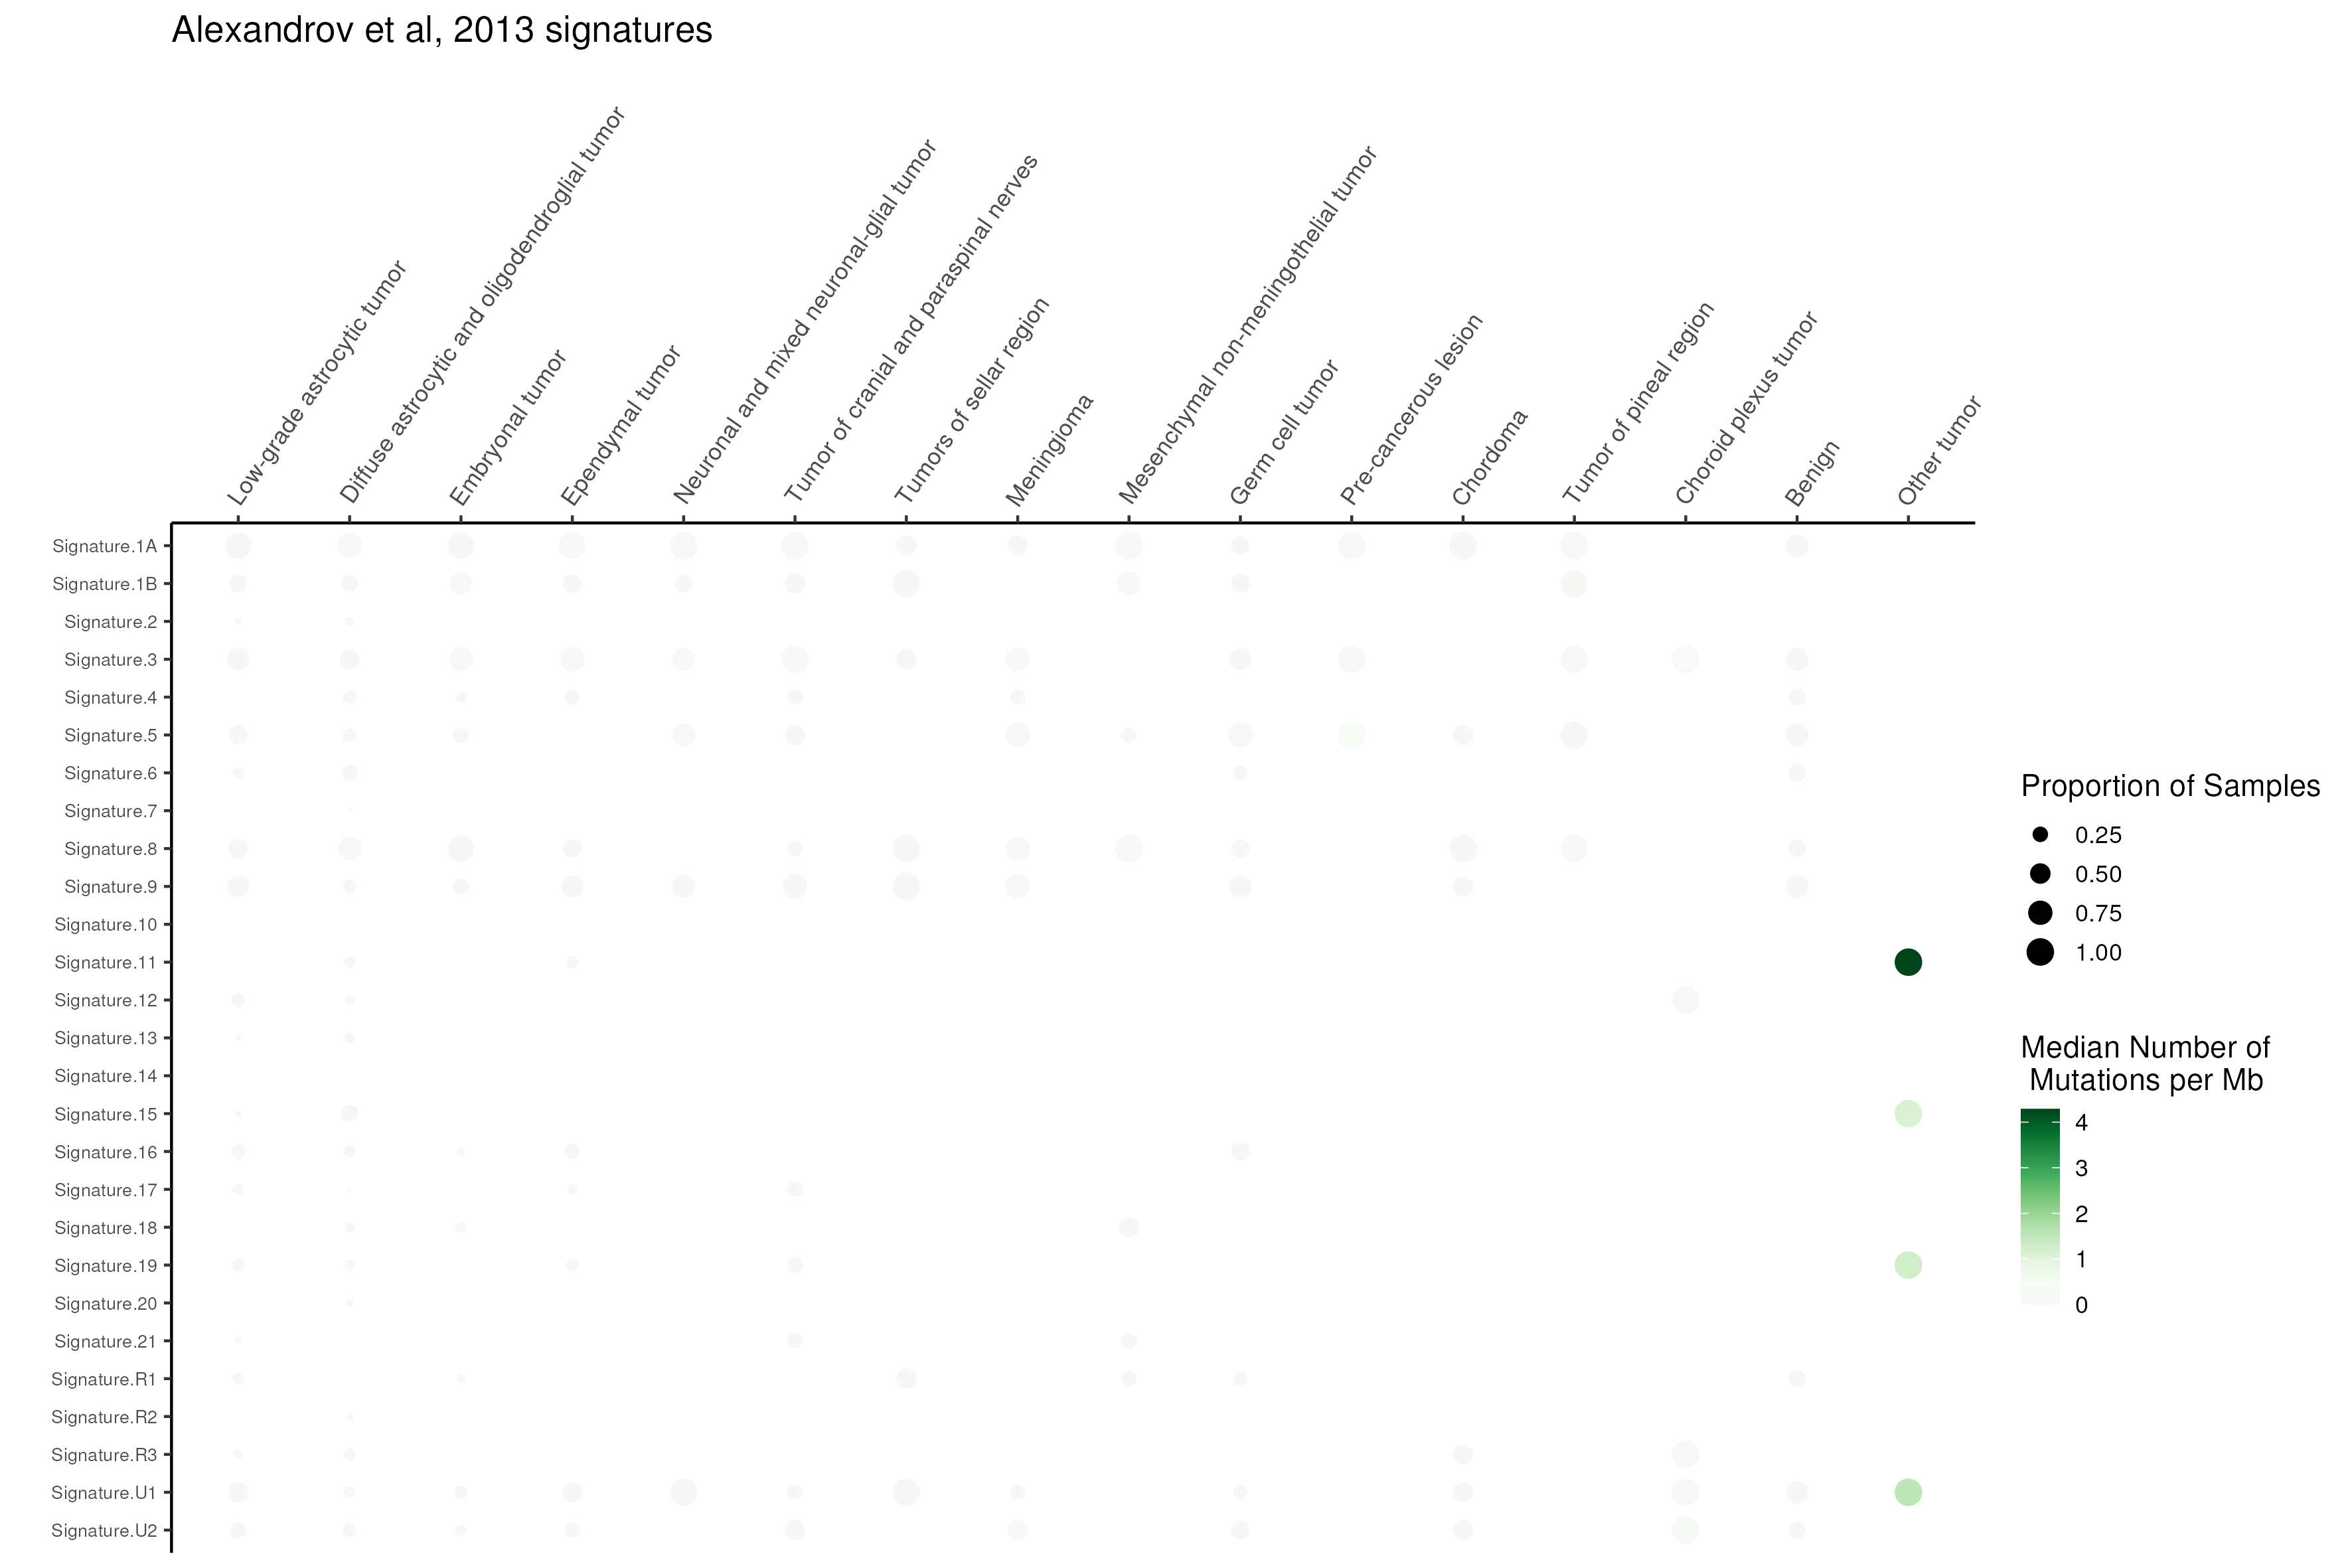 Alexandrov et al, 2013 signatures
Low-grade astrocytic tumor
Diffuse astrocytic and oligodendroglial tumor
Embryonal tumor
Ependymal tumor
Neuronal and mixed neuronal-glial tumor
Tumor of cranial and paraspinal nerves
Tumors of sellar region
Meningioma
Mesenchymal non-meningothelial tumor
Germ cell tumor
Pre-cancerous lesion
Chordoma
Tumor of pineal region
Choroid plexus tumor
Benign
Other tumor
Signature.1A
Signature.1B
Signature.2
Signature.3
Signature.4
Signature.5
Signature.6
Signature.7
Signature.8
Signature.9
Signature.10
Signature.11
Signature.12
Signature.13
Signature.14
Signature.15
Signature.16
Signature.17
Signature.18
Signature.19
Signature.20
Signature.21
Signature.R1
Signature.R2
Signature.R3
Signature.U1
Signature.U2
Proportion of Samples
0.25
0.50
0.75
1.00
Median Number of
Mutations per Mb
4
3
2
1
0